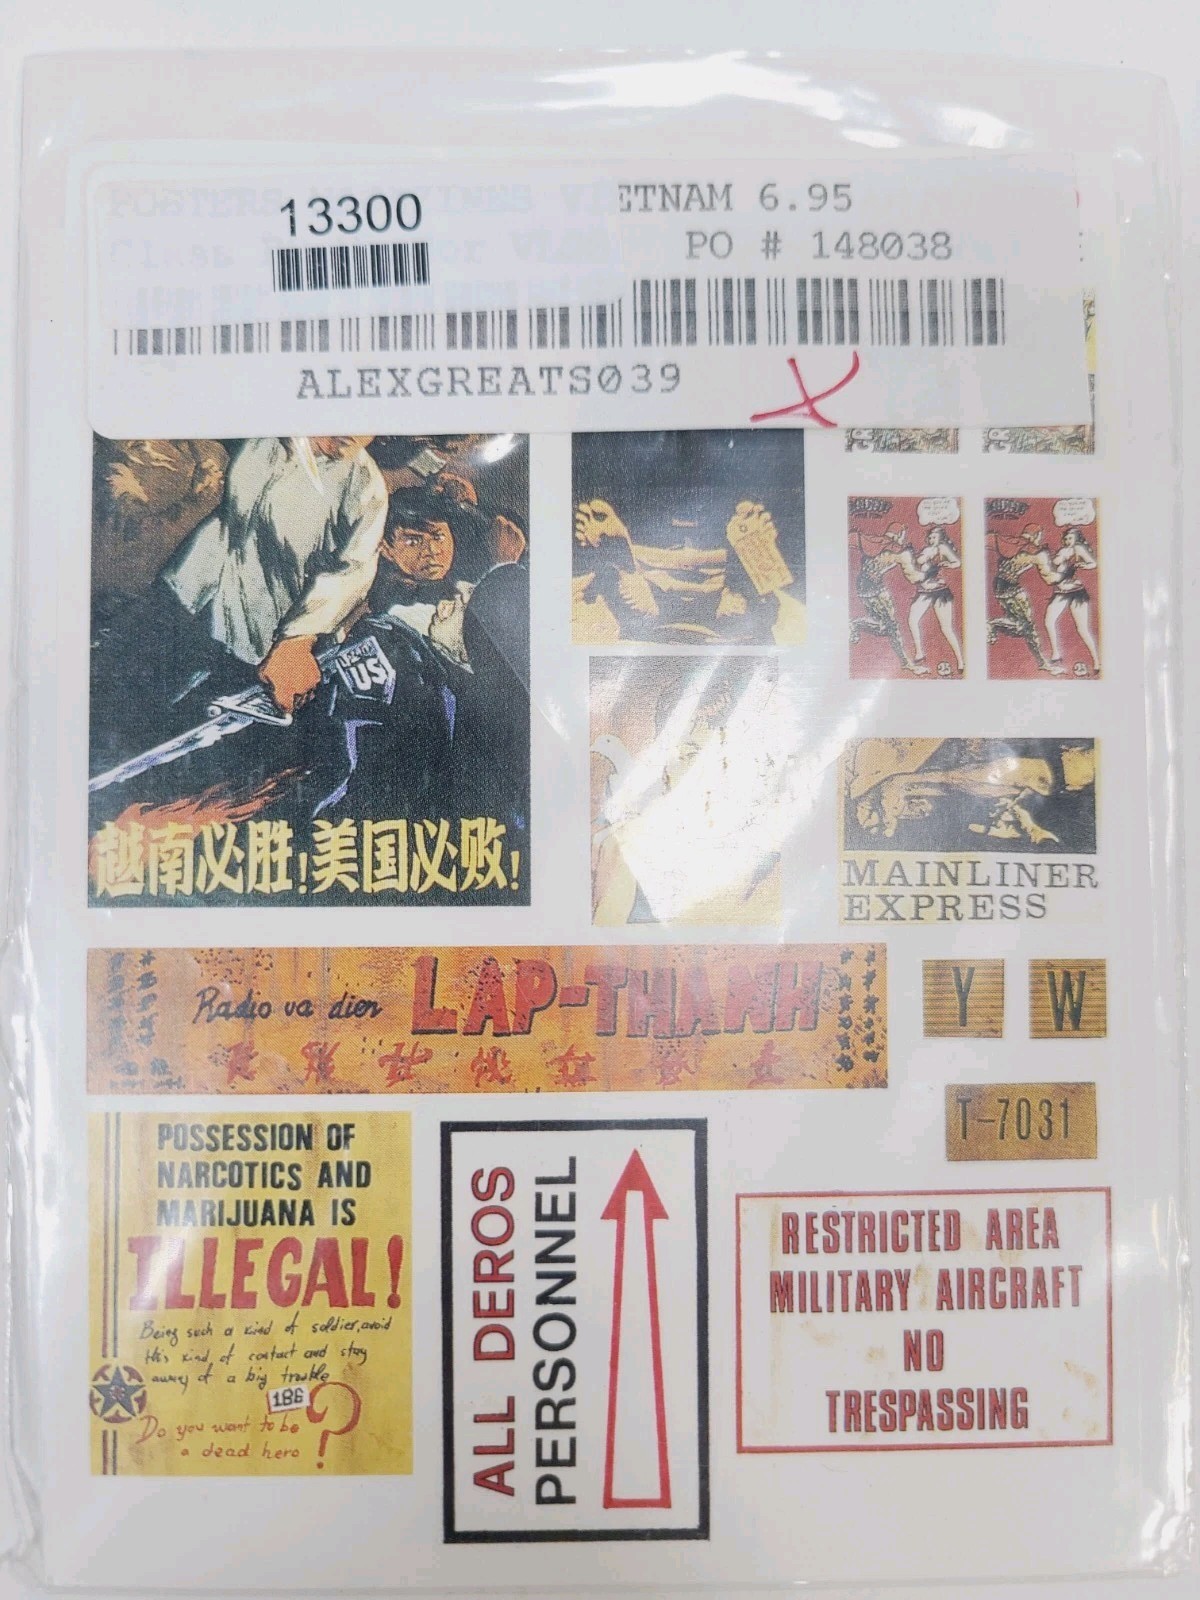 13300
ETNAM 6.95
PO # 148038
ALEXGREATS039
US
25
25
越南必胜!美国必败!
MAINLINER
EXPRESS
Radio va dien LAP-THANH
Y
W
T-7031
POSSESSION OF
NARCOTICS AND
MARIJUANA IS
ILLEGAL!
Being such a kind of soldier, avoid
this kind of contact and stay
away of a big trouble
186
Do you want to be
a dead hero ?
ALL DEROS
PERSONNEL
RESTRICTED AREA
MILITARY AIRCRAFT
NO
TRESPASSING